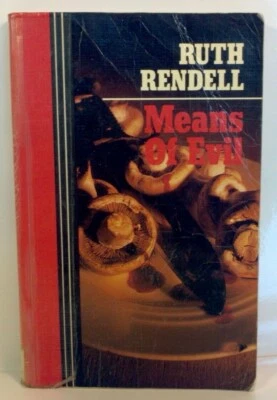 RUTH
RENDELL
Means
Of Evil